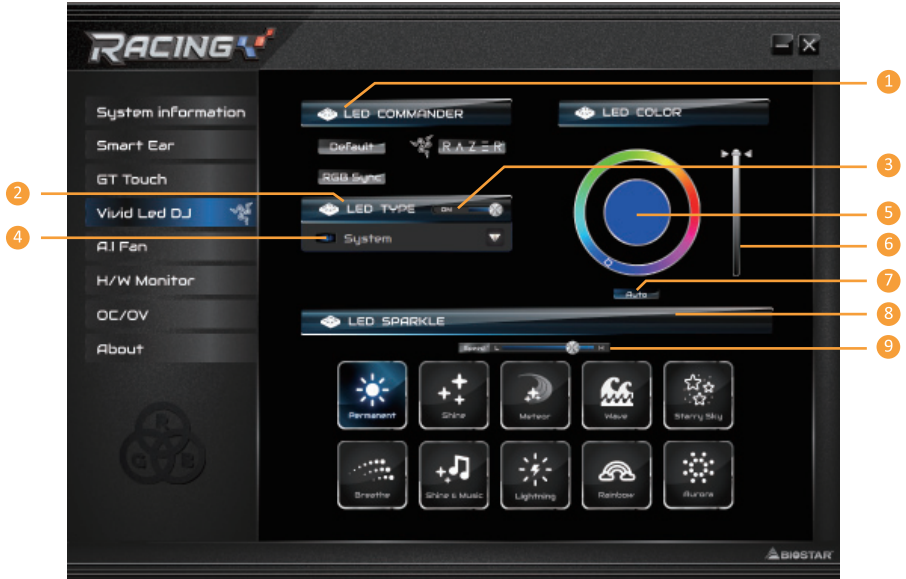 RACING
1
System information
Smart Ear
GT Touch
Vivid Led DJ
A.I Fan
H/W Monitor
OC/OV
About
LED COMMANDER
Default
RAZER
RGB Sync
2
LED TYPE
ON
3
4
System
LED COLOR
5
6
Auto
7
LED SPARKLE
8
Speed
L
H
9
Permanent
Shine
Meteor
Wave
Starry Sky
Breathe
Shine & Music
Lightning
Rainbow
Aurora
R
G
B
BIOSTAR